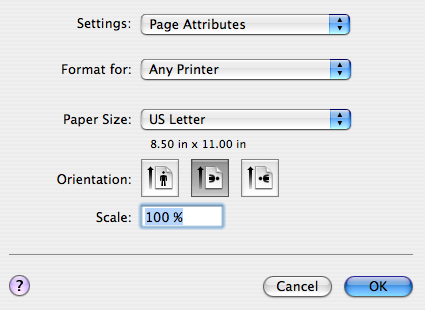 Settings: Page Attributes
Format for: Any Printer
Paper Size: US Letter
8.50 in x 11.00 in
Orientation:
Scale: 100 %
? Cancel OK